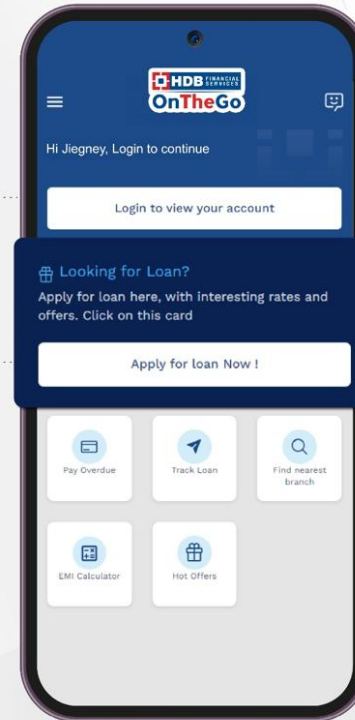 HDB FINANCIAL
SERVICES
OnTheGo
Hi Jiegney, Login to continue
Login to view your account
Looking for Loan?
Apply for loan here, with interesting rates and
offers. Click on this card
Apply for loan Now !
Pay Overdue
Track Loan
Find nearest
branch
EMI Calculator
Hot Offers